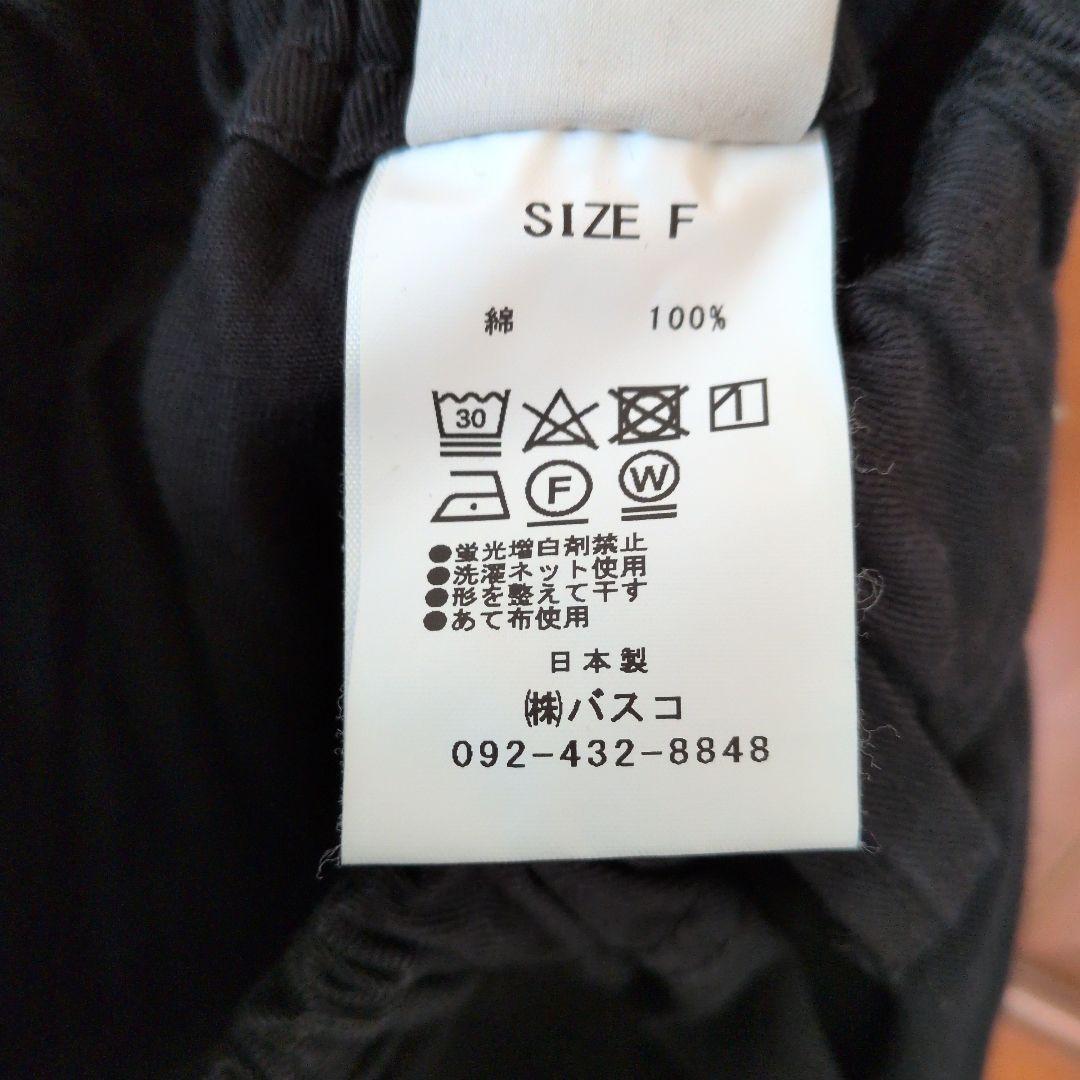 SIZE F
綿 100%
30
F W
●蛍光増白剤禁止
●洗濯ネット使用
●形を整えて干す
●あて布使用
日本製
㈱バスコ
092-432-8848